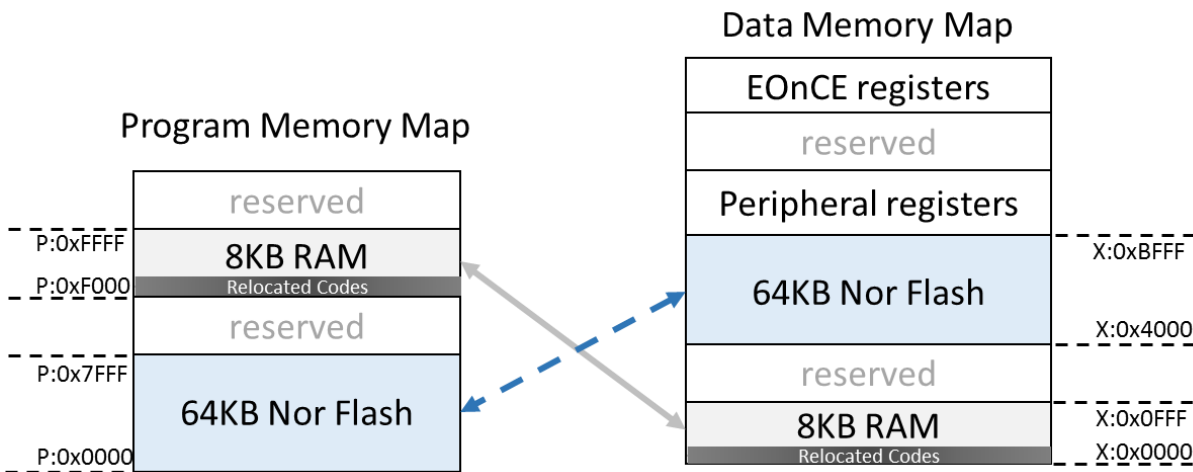 Data Memory Map
EOnCE registers
reserved
Peripheral registers
64KB Nor Flash
reserved
8KB RAM
Relocated Codes
X:0xBFFF
X:0x4000
X:0x0FFF
X:0x0000
Program Memory Map
reserved
8KB RAM
Relocated Codes
reserved
64KB Nor Flash
P:0xFFFF
P:0xF000
P:0x7FFF
P:0x0000